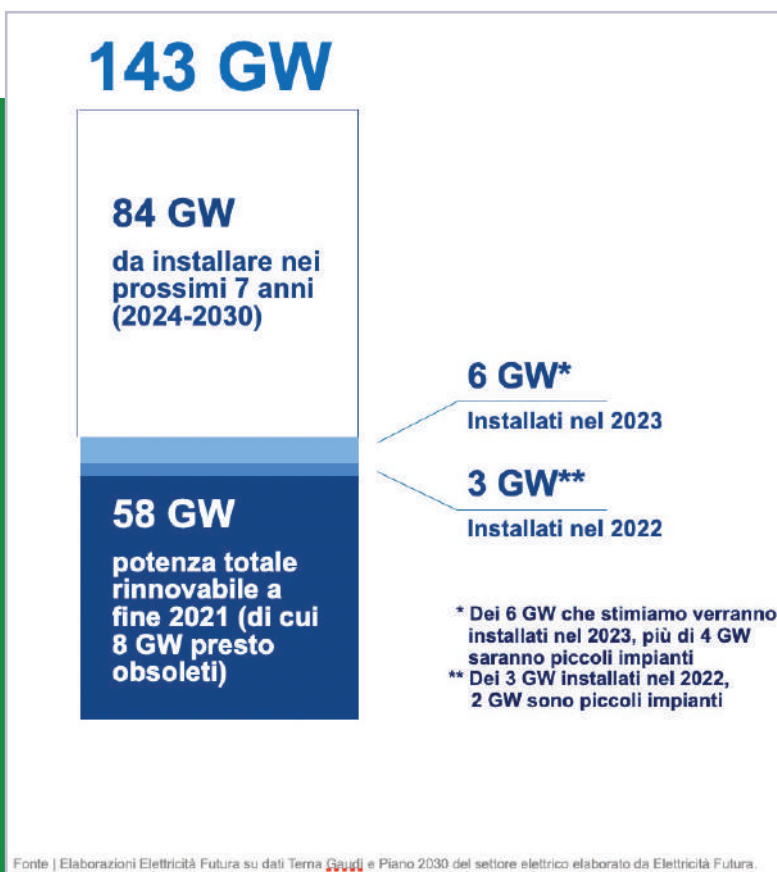 143 GW
84 GW
da installare nei
prossimi 7 anni
(2024-2030)
6 GW*
Installati nel 2023
3 GW**
Installati nel 2022
58 GW
potenza totale
rinnovabile a
fine 2021 (di cui
8 GW presto
obsoleti)
* Dei 6 GW che stimiamo verranno
installati nel 2023, più di 4 GW
saranno piccoli impianti
** Dei 3 GW installati nel 2022,
2 GW sono piccoli impianti
Fonte | Elaborazioni Elettricità Futura su dati Terna Gaudì e Piano 2030 del settore elettrico elaborato da Elettricità Futura.